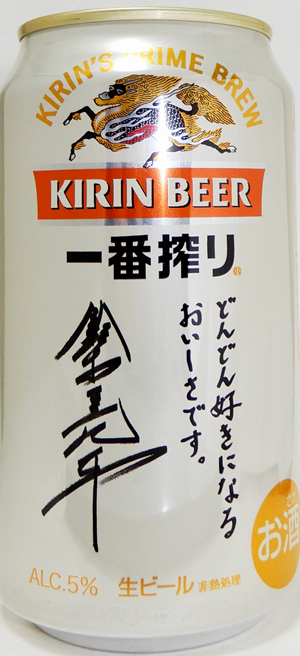 KIRIN'S PRIME BREW
KIRIN BEER
一番搾り
どんどん好きになる
おいしさです。
ALC.5% 生ビール 非熱処理
お酒